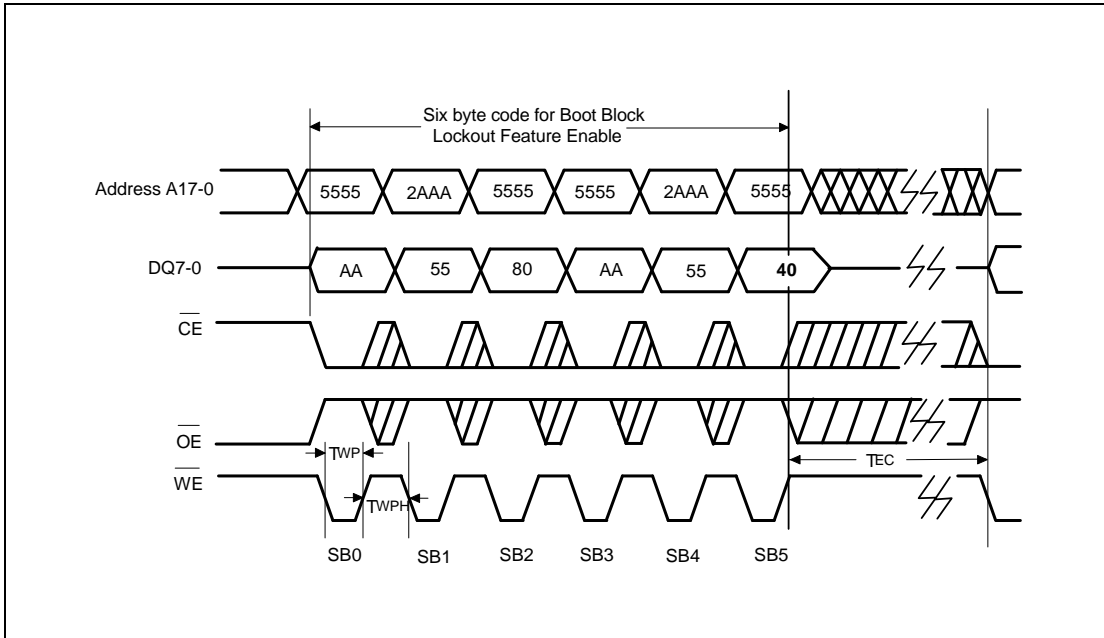 Six byte code for Boot Block
Lockout Feature Enable
Address A17-0 5555 2AAA 5555 5555 2AAA 5555
DQ7-0 AA 55 80 AA 55 40
CE
OE
TWP
TEC
WE
TWPH
SB0 SB1 SB2 SB3 SB4 SB5